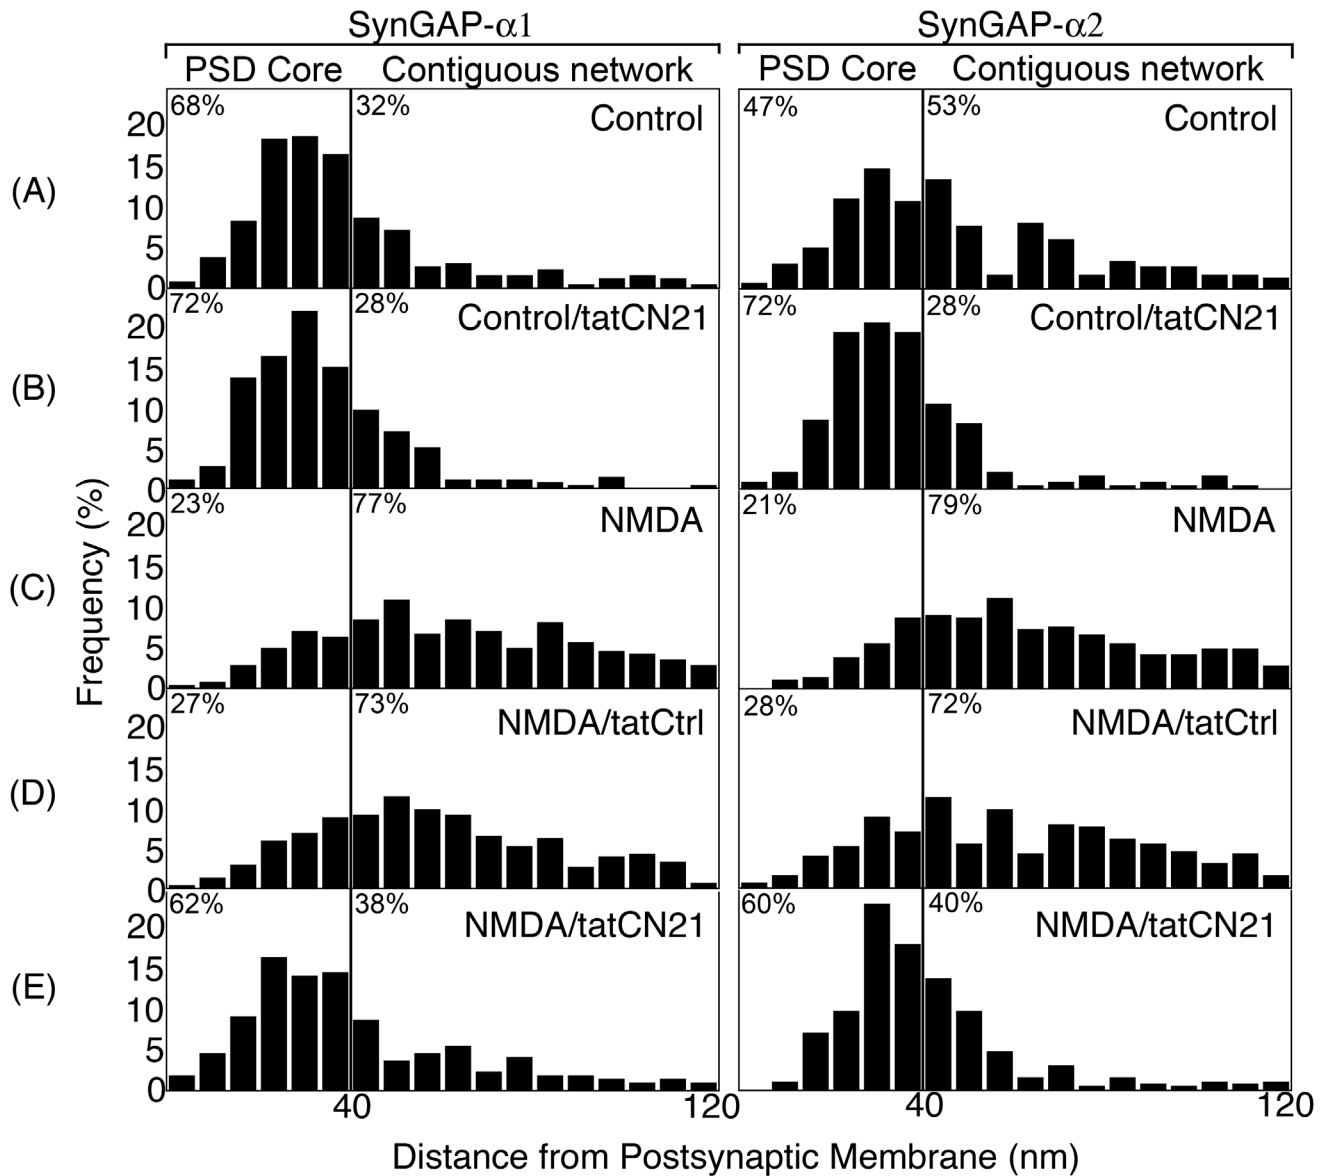 SynGAP-α1 SynGAP-α2
PSD Core Contiguous network PSD Core Contiguous network
(A)
20
15
10
5
0
68% 32% Control
47% 53% Control
(B)
20
15
10
5
0
72% 28% Control/tatCN21
72% 28% Control/tatCN21
Frequency (%)
(C)
20
15
10
5
0
23% 77% NMDA
21% 79% NMDA
(D)
20
15
10
5
0
27% 73% NMDA/tatCtrl
28% 72% NMDA/tatCtrl
(E)
20
15
10
5
0
62% 38% NMDA/tatCN21
60% 40% NMDA/tatCN21
40 120 40 120
Distance from Postsynaptic Membrane (nm)